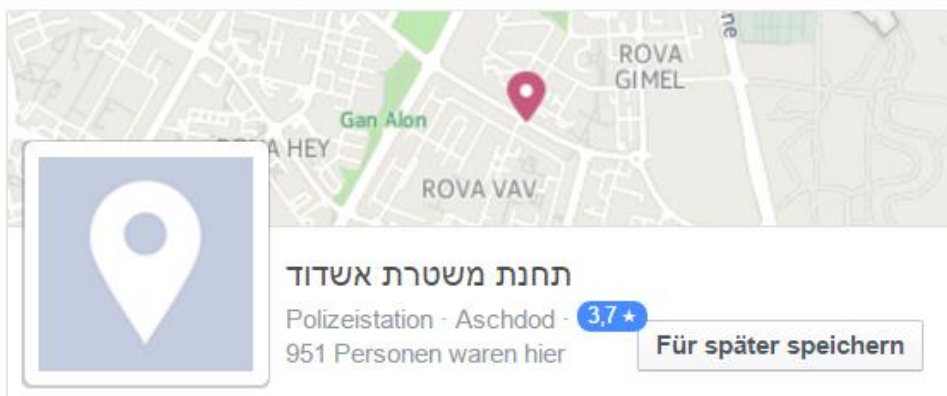 ne
ROVA
GIMEL
Gan Alon
A HEY
ROVA VAV
תחנת משטרת אשדוד
Polizeistation · Aschdod · 3,7 ★
951 Personen waren hier
Für später speichern